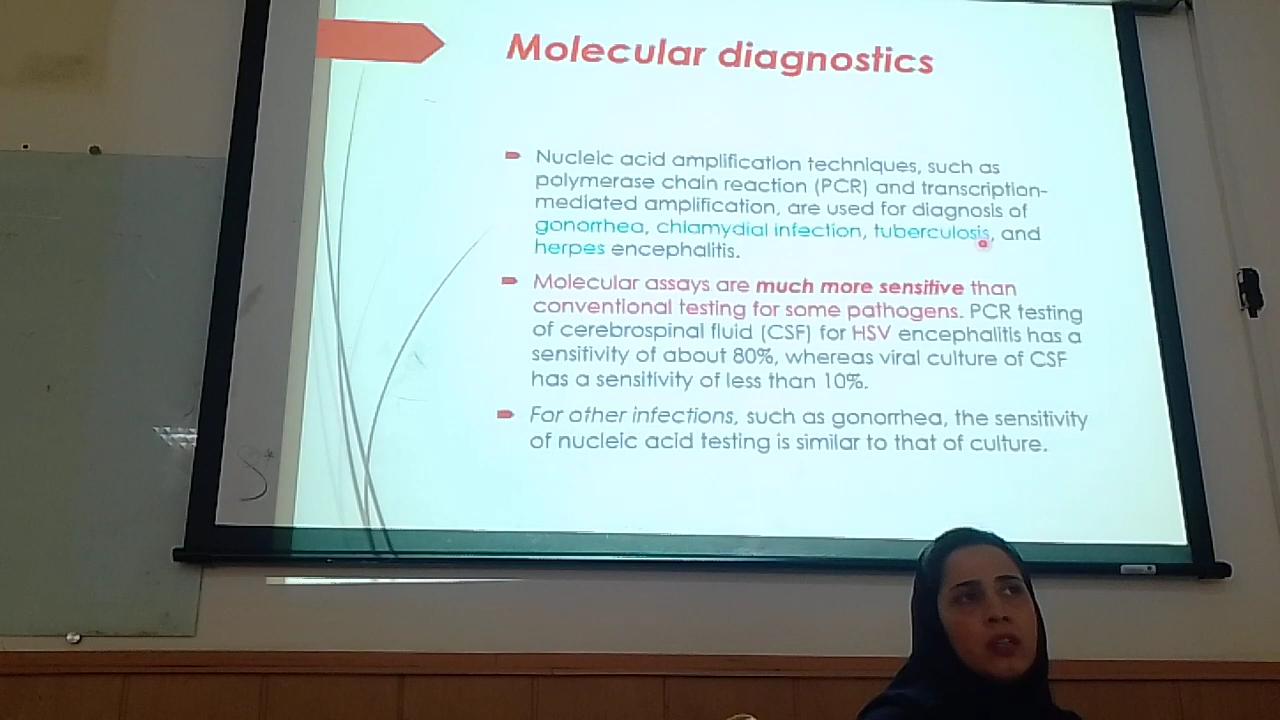 Molecular diagnostics
Nucleic acid amplification techniques, such as
polymerase chain reaction (PCR) and transcription-
mediated amplification, are used for diagnosis of
gonorrhea, chlamydial infection, tuberculosis, and
herpes encephalitis.
Molecular assays are much more sensitive than
conventional testing for some pathogens. PCR testing
of cerebrospinal fluid (CSF) for HSV encephalitis has a
sensitivity of about 80%, whereas viral culture of CSF
has a sensitivity of less than 10%.
For other infections, such as gonorrhea, the sensitivity
of nucleic acid testing is similar to that of culture.